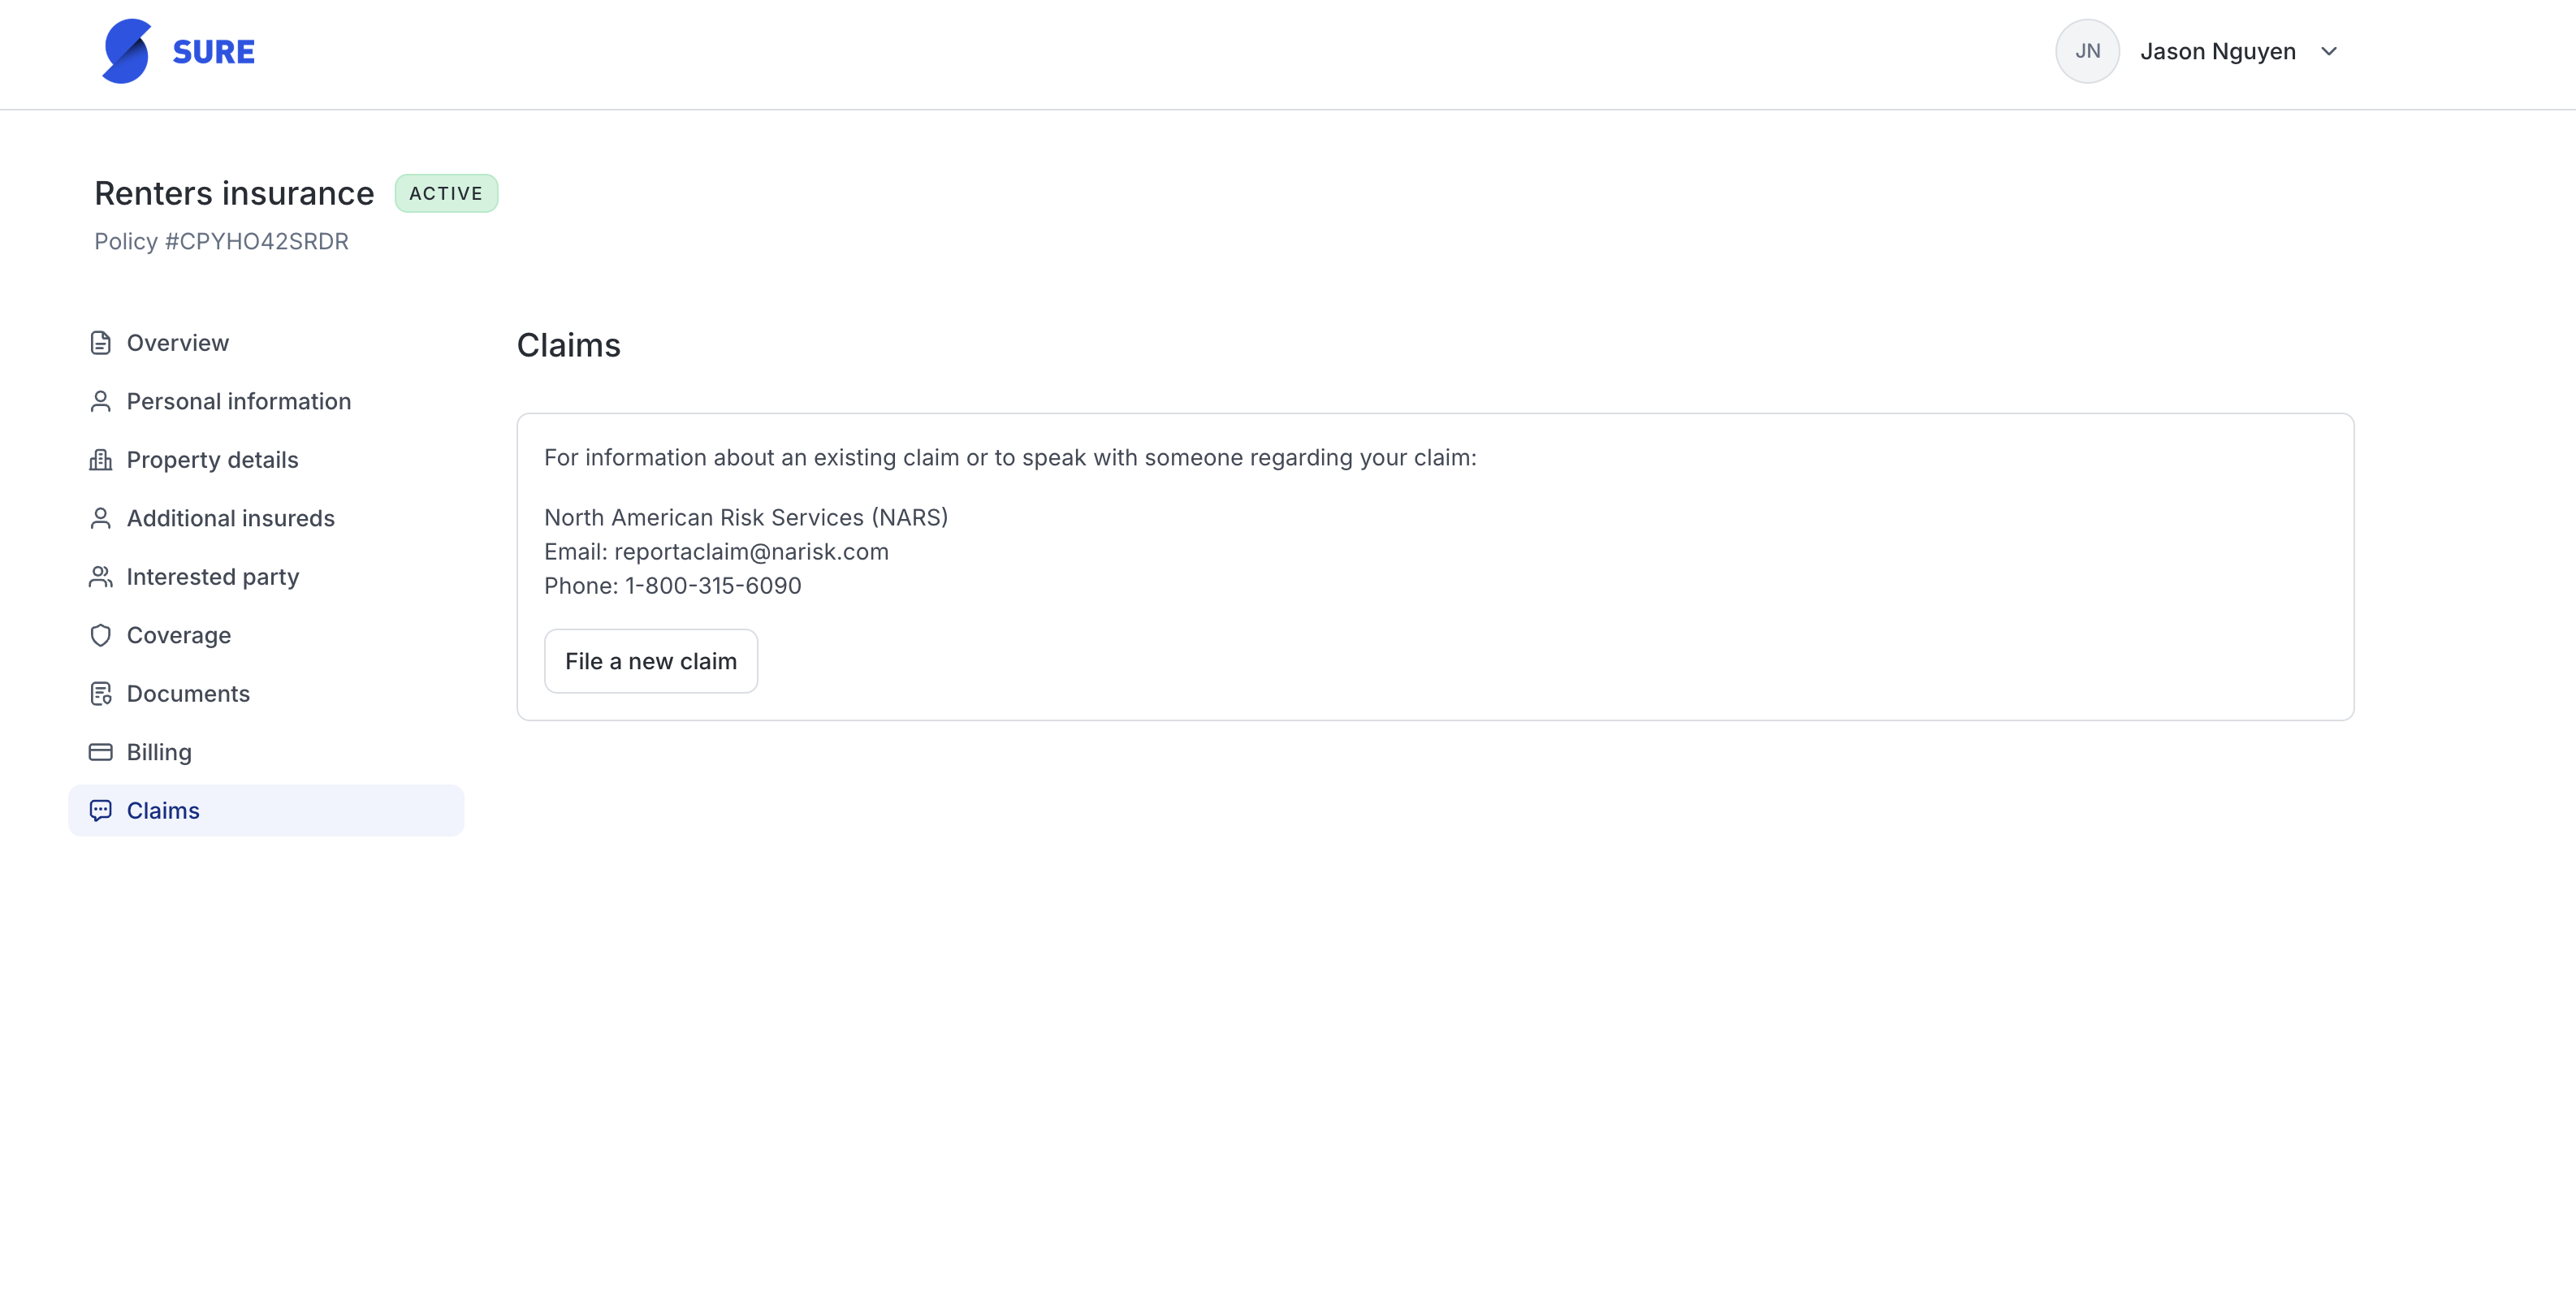 SURE
JN
Jason Nguyen
Renters insurance
ACTIVE
Policy #CPYHO42SRDR
Overview
Personal information
Property details
Additional insureds
Interested party
Coverage
Documents
Billing
Claims
Claims
For information about an existing claim or to speak with someone regarding your claim:
North American Risk Services (NARS)
Email: reportaclaim@narisk.com
Phone: 1-800-315-6090
File a new claim